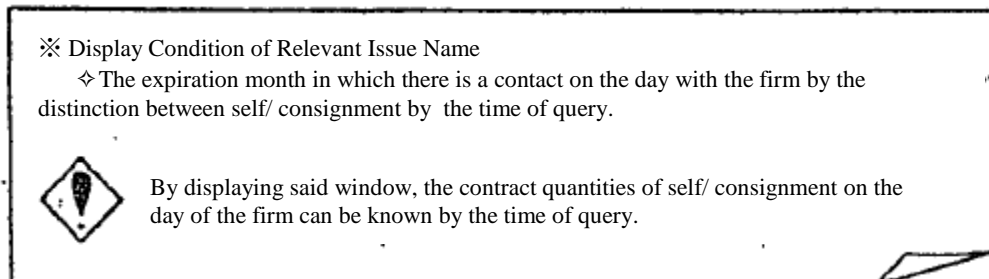 ※ Display Condition of Relevant Issue Name
✧The expiration month in which there is a contact on the day with the firm by the
distinction between self/ consignment by the time of query.
By displaying said window, the contract quantities of self/ consignment on the
day of the firm can be known by the time of query.